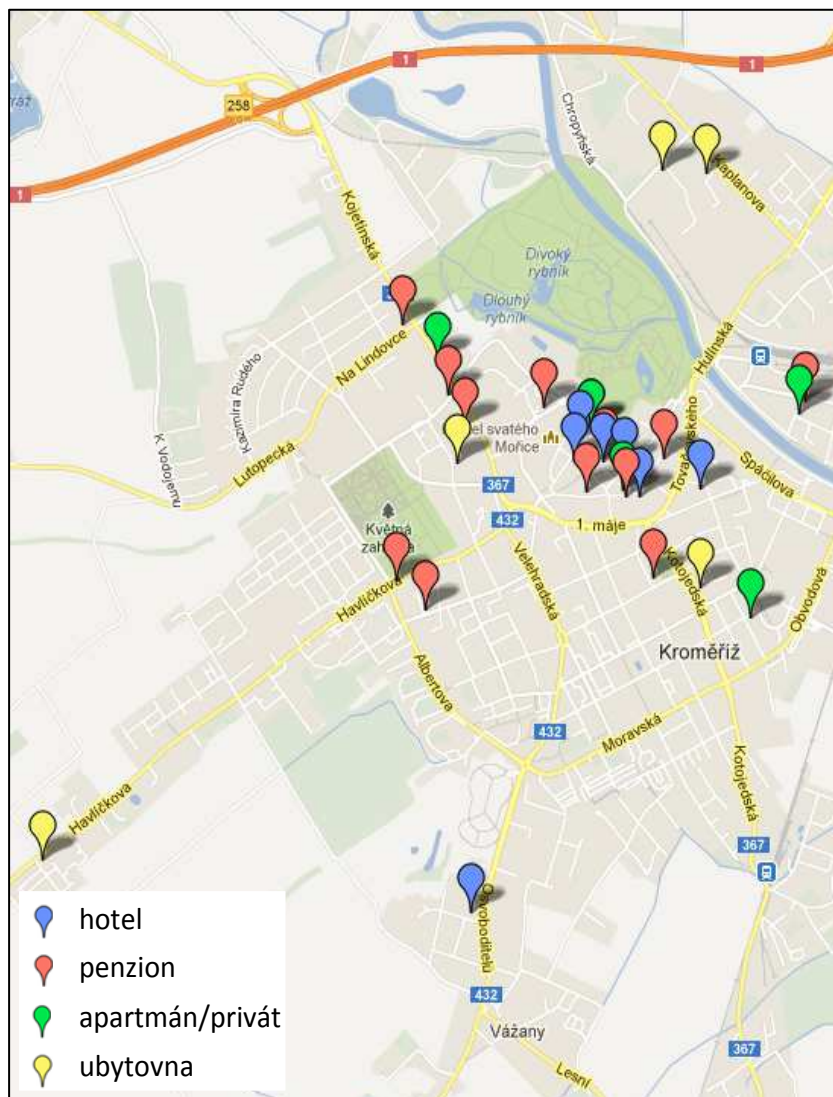 1
1
258
Chropyňská
Kaplanova
1
Kojetínská
Divoký
rybník
Dlouhý
rybník
Hulínská
Na Lindovce
Kazimíra Rudého
K Vodojemu
Lutopecká
svatého
Mořice
Spáčilova
367
432
1. máje
Květná
Velehradská
Kotojedská
Obvodová
Havlíčkova
Kroměříž
Albertova
432
Moravská
Kotojedská
Havlíčkova
367
Osvoboditelů
hotel
penzion
432
apartmán/privát
Vážany
367
ubytovna
Lesní